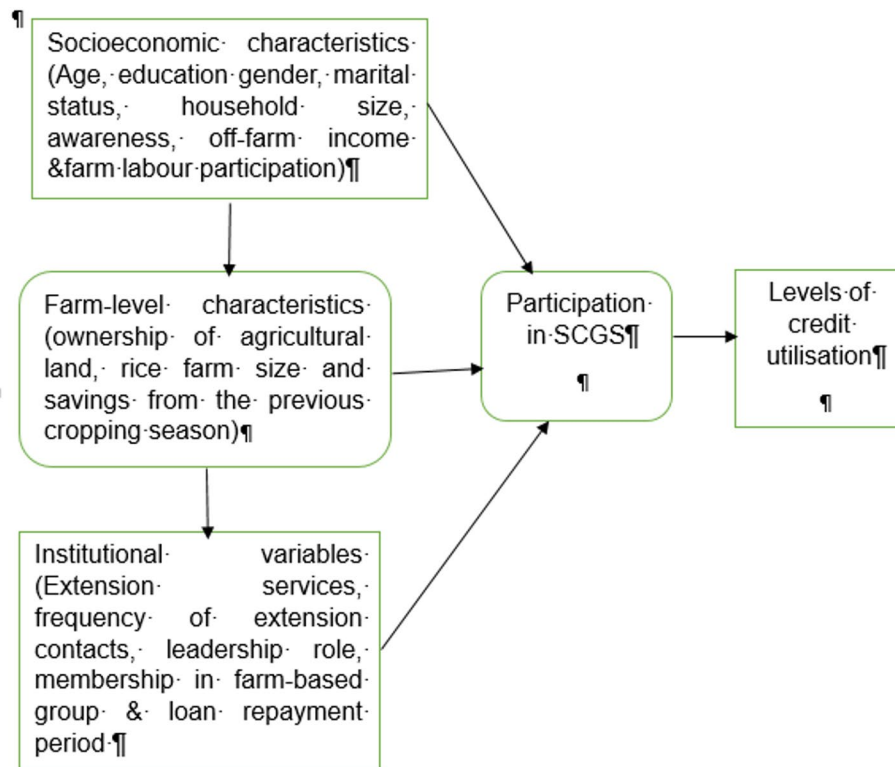 ¶
Socioeconomic· characteristics·
(Age,·education·gender,·marital·
status,· household· size,·
awareness,· off-farm· income·
&farm·labour·participation)¶
Farm-level· characteristics·
(ownership· of· agricultural·
land,· rice· farm· size· and·
savings· from· the· previous·
cropping·season)¶
Institutional· variables·
(Extension· services,·
frequency· of· extension·
contacts,· leadership· role,·
membership· in· farm-based·
group· &· loan· repayment·
period·¶
Participation·
in·SCGS¶
¶
Levels·of·
credit·
utilisation¶
¶